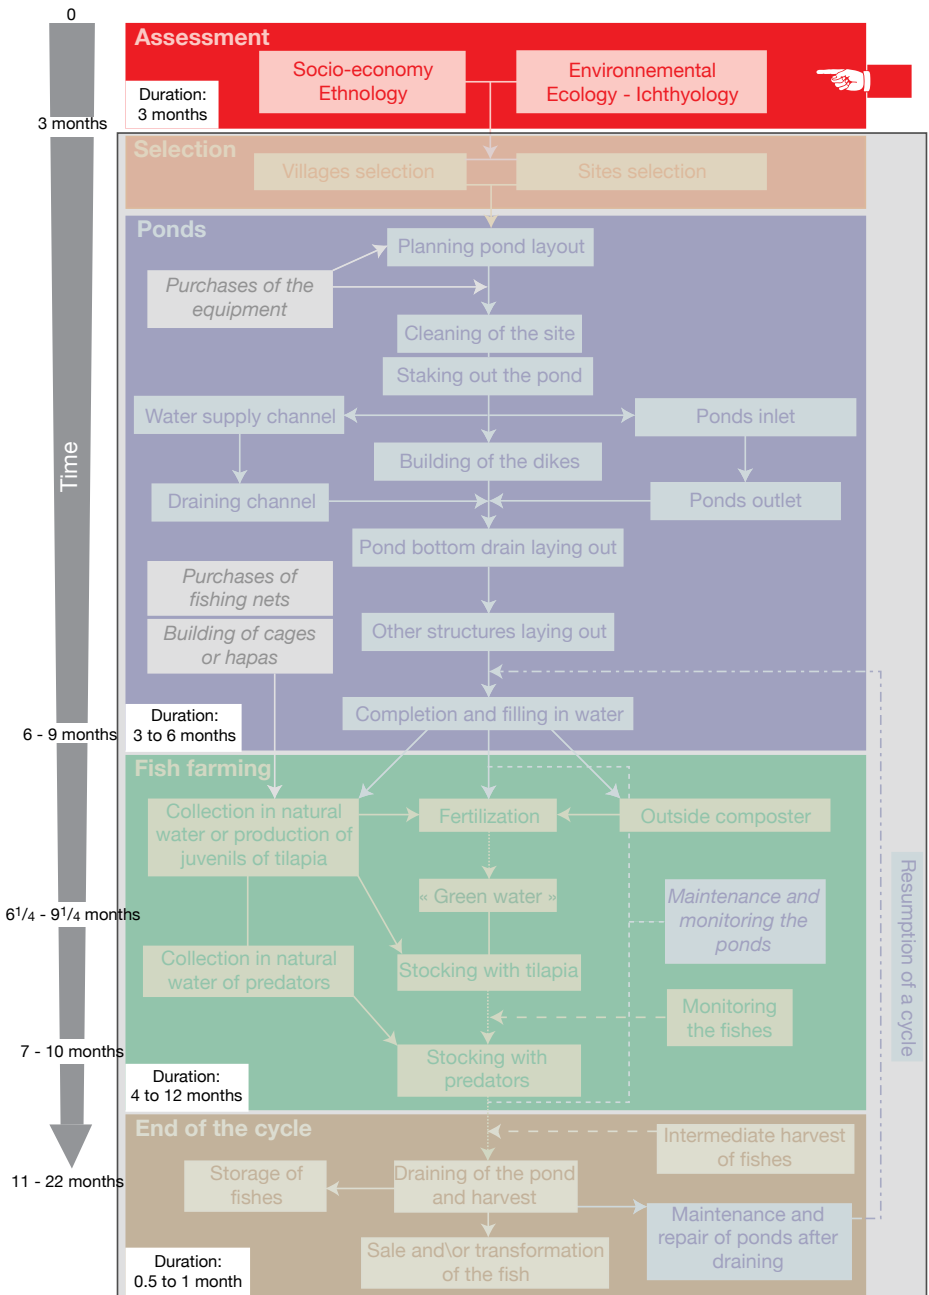 0
Assessment
Socio-economy
Ethnology
Environnemental
Ecology - Ichthyology
Duration:
3 months
3 months
Selection
Villages selection
Sites selection
Ponds
Planning pond layout
Purchases of the
equipment
Cleaning of the site
Staking out the pond
Water supply channel
Ponds inlet
Time
Building of the dikes
Draining channel
Ponds outlet
Pond bottom drain laying out
Purchases of
fishing nets
Building of cages
or hapas
Other structures laying out
Completion and filling in water
Duration:
3 to 6 months
6 - 9 months
Fish farming
Collection in natural
water or production of
juvenils of tilapia
Fertilization
Outside composter
« Green water »
Maintenance and
monitoring the
ponds
6 1/4 - 9 1/4 months
Collection in natural
water of predators
Stocking with tilapia
Monitoring
the fishes
Resumption of a cycle
7 - 10 months
Stocking with
predators
Duration:
4 to 12 months
End of the cycle
Intermediate harvest
of fishes
11 - 22 months
Storage of
fishes
Draining of the pond
and harvest
Maintenance and
repair of ponds after
draining
Sale and\or transformation
of the fish
Duration:
0.5 to 1 month